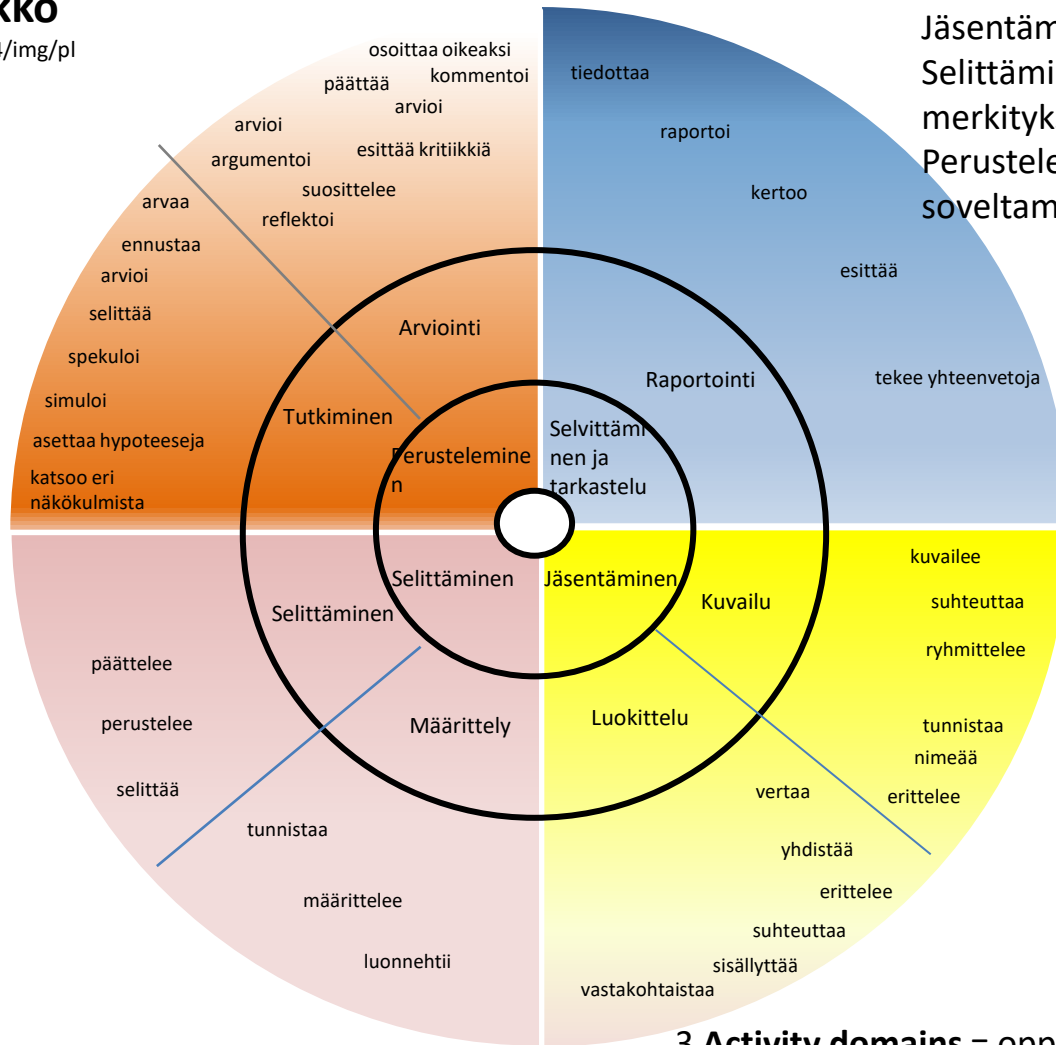 kko
4/img/pl
Jäsentäm
Selittämi
merkityk
Perustele
soveltam
osoittaa oikeaksi
kommentoi
päättää
arvioi
arvioi
argumentoi
esittää kritiikkiä
suosittelee
reflektoi
arvaa
ennustaa
arvioi
selittää
spekuloi
simuloi
asettaa hypoteeseja
katsoo eri
näkökulmista
tiedottaa
raportoi
kertoo
esittää
tekee yhteenvetoja
Arviointi
Tutkiminen
Perustelemine
n
Raportointi
Selvittämi
nen ja
tarkastelu
Selittäminen
Selittäminen
Määrittely
Jäsentäminen
Kuvailu
Luokittelu
päättelee
perustelee
selittää
tunnistaa
määrittelee
luonnehtii
kuvailee
suhteuttaa
ryhmittelee
tunnistaa
nimeää
erittelee
vertaa
yhdistää
erittelee
suhteuttaa
sisällyttää
vastakohtaistaa
3 Activity domains = opp